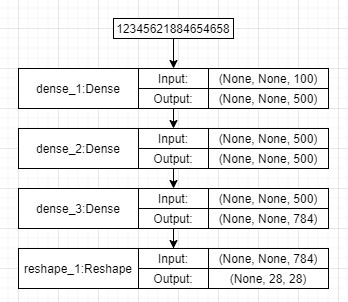 12345621884654658
dense_1:Dense
Input: (None, None, 100)
Output: (None, None, 500)
dense_2:Dense
Input: (None, None, 500)
Output: (None, None, 500)
dense_3:Dense
Input: (None, None, 500)
Output: (None, None, 784)
reshape_1:Reshape
Input: (None, None, 784)
Output: (None, 28, 28)